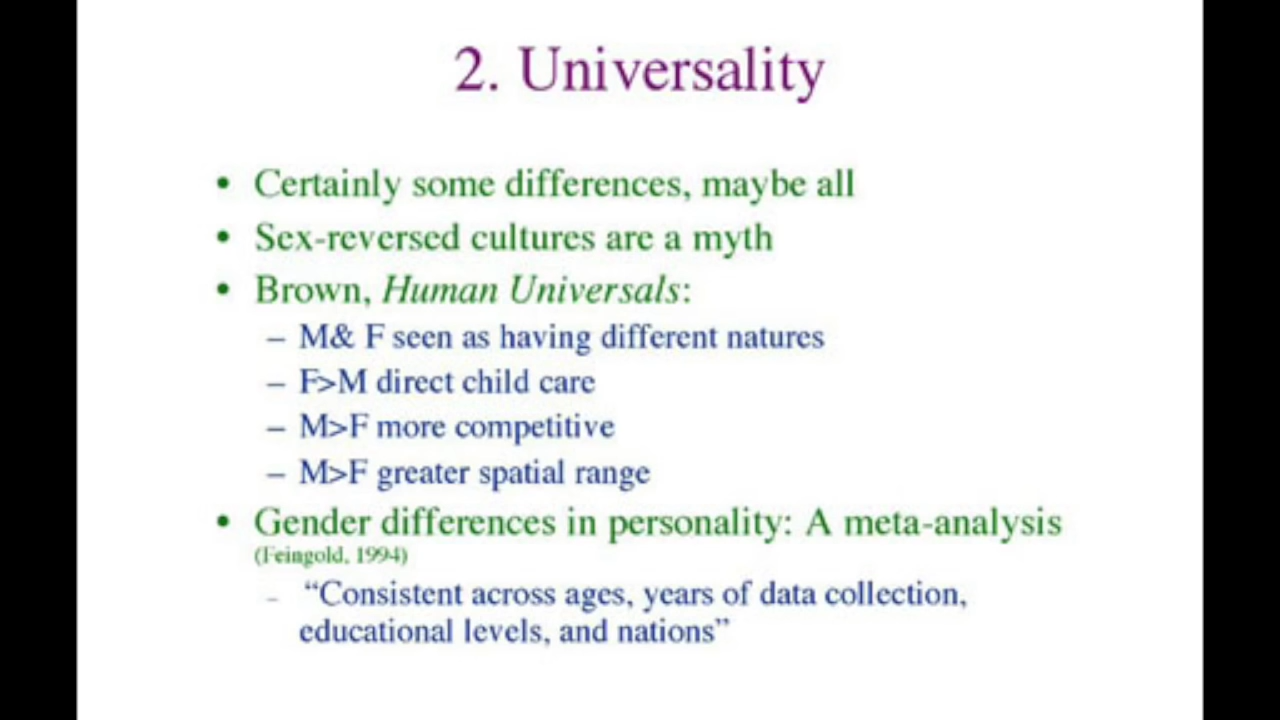 2. Universality
• Certainly some differences, maybe all
• Sex-reversed cultures are a myth
• Brown, Human Universals:
– M& F seen as having different natures
– F>M direct child care
– M>F more competitive
– M>F greater spatial range
• Gender differences in personality: A meta-analysis
(Feingold, 1994)
– “Consistent across ages, years of data collection,
educational levels, and nations”